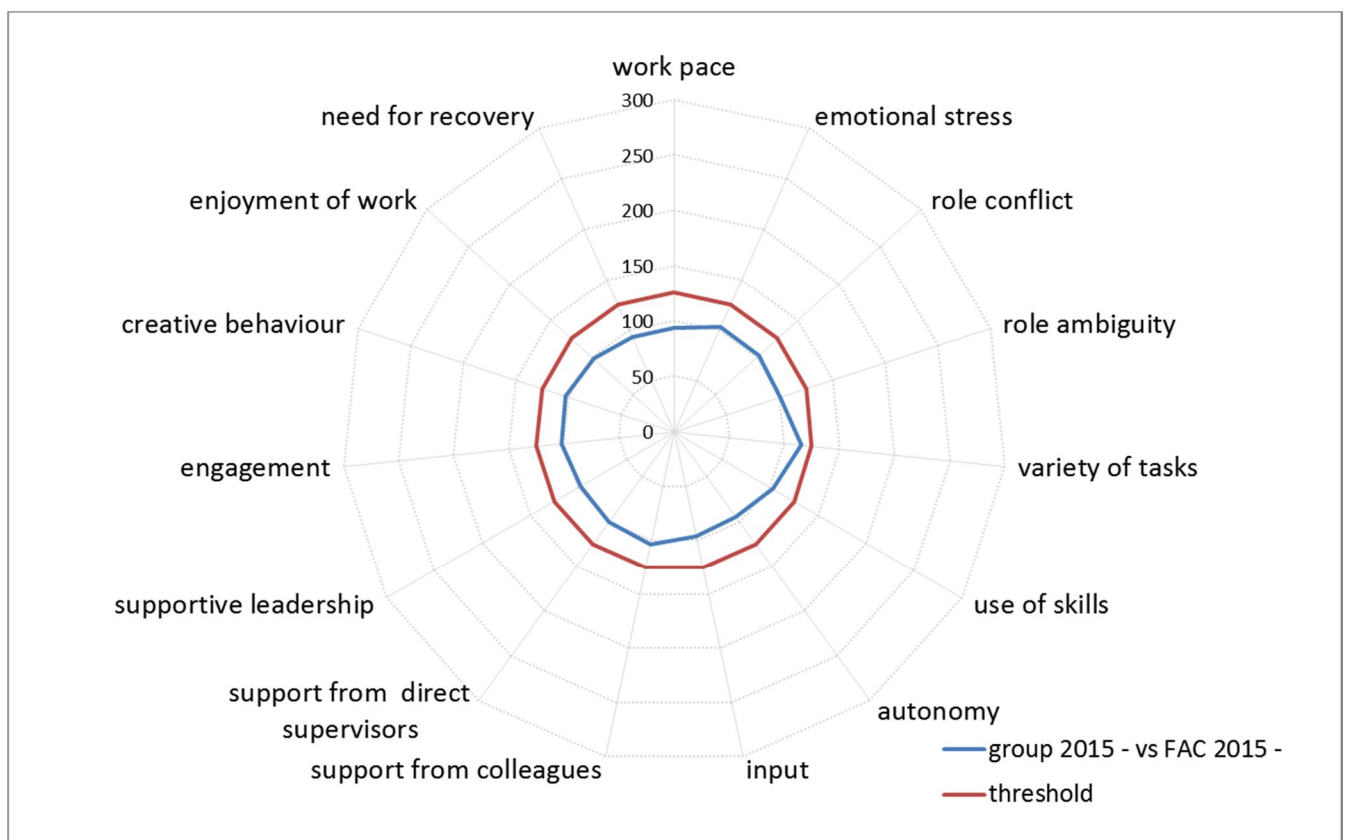 work pace
need for recovery
emotional stress
enjoyment of work
role conflict
creative behaviour
role ambiguity
engagement
variety of tasks
supportive leadership
use of skills
support from  direct
supervisors
autonomy
support from colleagues
input
300
250
200
150
100
50
0
group 2015 - vs FAC 2015 -
threshold